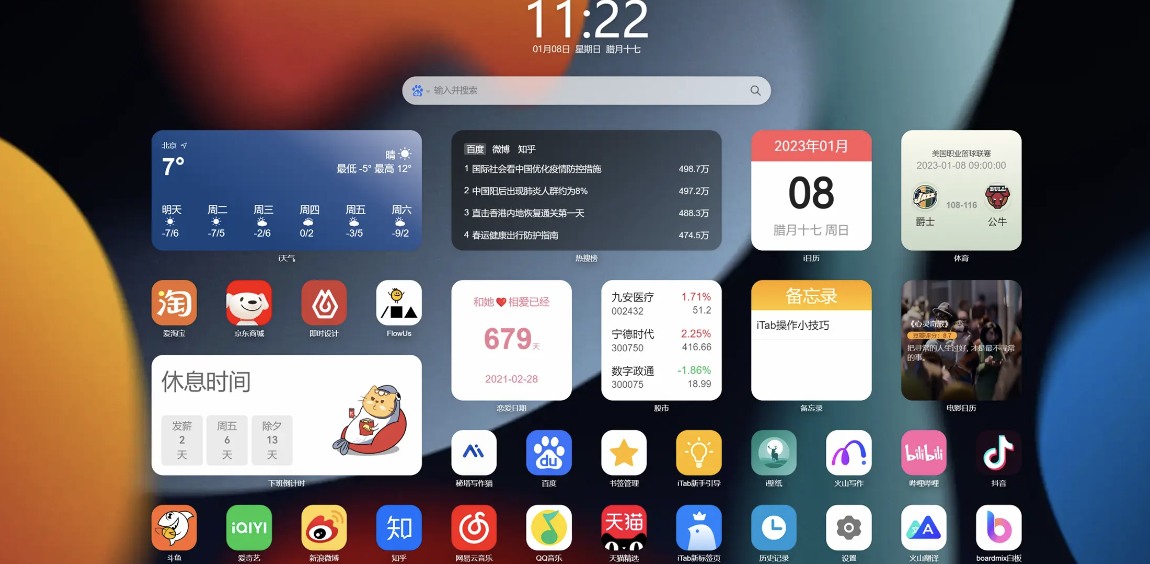 11:22
01月08日 星期日 腊月十七
输入并搜索
北京
7°
晴
最低 -5° 最高 12°
明天 周二 周三 周四 周五 周六
-7/6 -7/5 -2/6 0/2 -3/5 -9/2
i天气
百度 微博 知乎
1 国际社会看中国优化疫情防控措施 498.7万
2 中国阳后出现肺炎人群约为8% 497.2万
3 直击香港内地恢复通关第一天 488.3万
4 春运健康出行防护指南 474.5万
热搜榜
2023年01月
08
腊月十七 周日
i日历
美国职业篮球联赛
2023-01-08 09:00:00
108-116
爵士 公牛
体育
淘
爱淘宝 京东商城 即时设计 FlowUs
和她❤相爱已经
679天
2021-02-28
恋爱日期
九安医疗 1.71%
002432 51.2
宁德时代 2.25%
300750 416.66
数字政通 -1.86%
300075 18.99
股市
备忘录
iTab操作小技巧
备忘录
《心灵奇旅》
把寻常的人生过好,才是最不寻常的事。
电影日历
休息时间
发薪 周五 除夕
2 6 13
天 天 天
下班倒计时
du
bilibili
秘塔写作猫 百度 书签管理 iTab新手引导 i壁纸 火山写作 哔哩哔哩 抖音
iQIYI
知
天猫
斗鱼 爱奇艺 新浪微博 知乎 网易云音乐 QQ音乐 天猫精选 iTab新标签页 历史记录 设置 火山翻译 boardmix白板